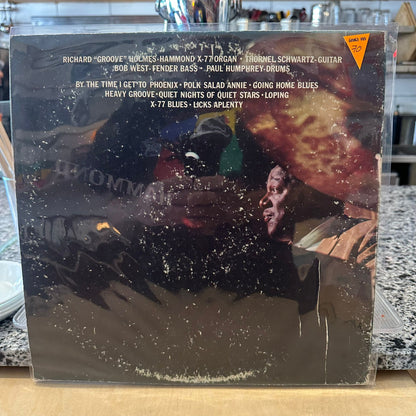 RICHARD "GROOVE" HOLMES-HAMMOND X-77 ORGAN • THORNEL SCHWARTZ-GUITAR
BOB WEST-FENDER BASS • PAUL HUMPHREY-DRUMS
BY THE TIME I GET TO PHOENIX • POLK SALAD ANNIE • GOING HOME BLUES
HEAVY GROOVE • QUIET NIGHTS OF QUIET STARS • LOPING
X-77 BLUES • LICKS APLENTY
70
HAMMOND